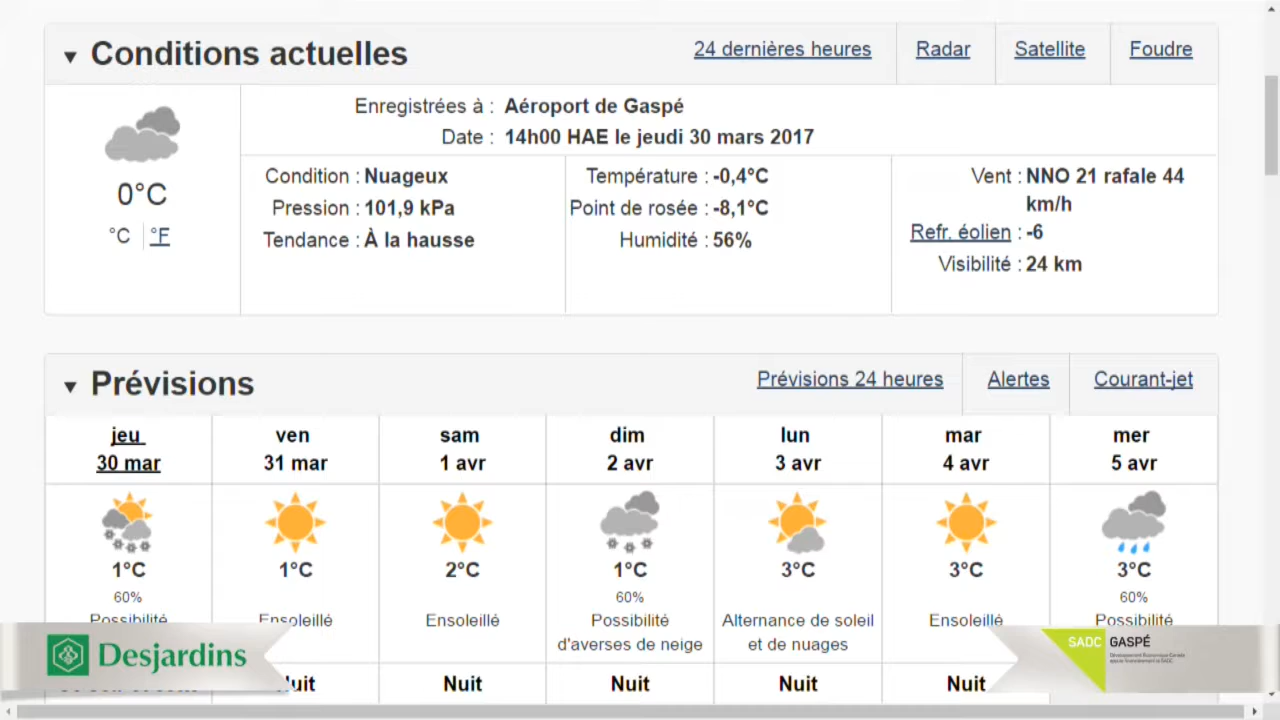 ▼ Conditions actuelles
24 dernières heures Radar Satellite Foudre
Enregistrées à : Aéroport de Gaspé
Date : 14h00 HAE le jeudi 30 mars 2017
0°C
°C °F
Condition : Nuageux
Pression : 101,9 kPa
Tendance : À la hausse
Température : -0,4°C
Point de rosée : -8,1°C
Humidité : 56%
Vent : NNO 21 rafale 44
km/h
Refr. éolien : -6
Visibilité : 24 km
▼ Prévisions
Prévisions 24 heures Alertes Courant-jet
jeu ven sam dim lun mar mer
30 mar 31 mar 1 avr 2 avr 3 avr 4 avr 5 avr
1°C 1°C 2°C 1°C 3°C 3°C 3°C
60% 60% 60%
Possibilité Ensoleillé Ensoleillé Possibilité Alternance de soleil Ensoleillé Possibilité
d'averses de neige et de nuages
Nuit Nuit Nuit Nuit Nuit
Desjardins
SADC GASPÉ